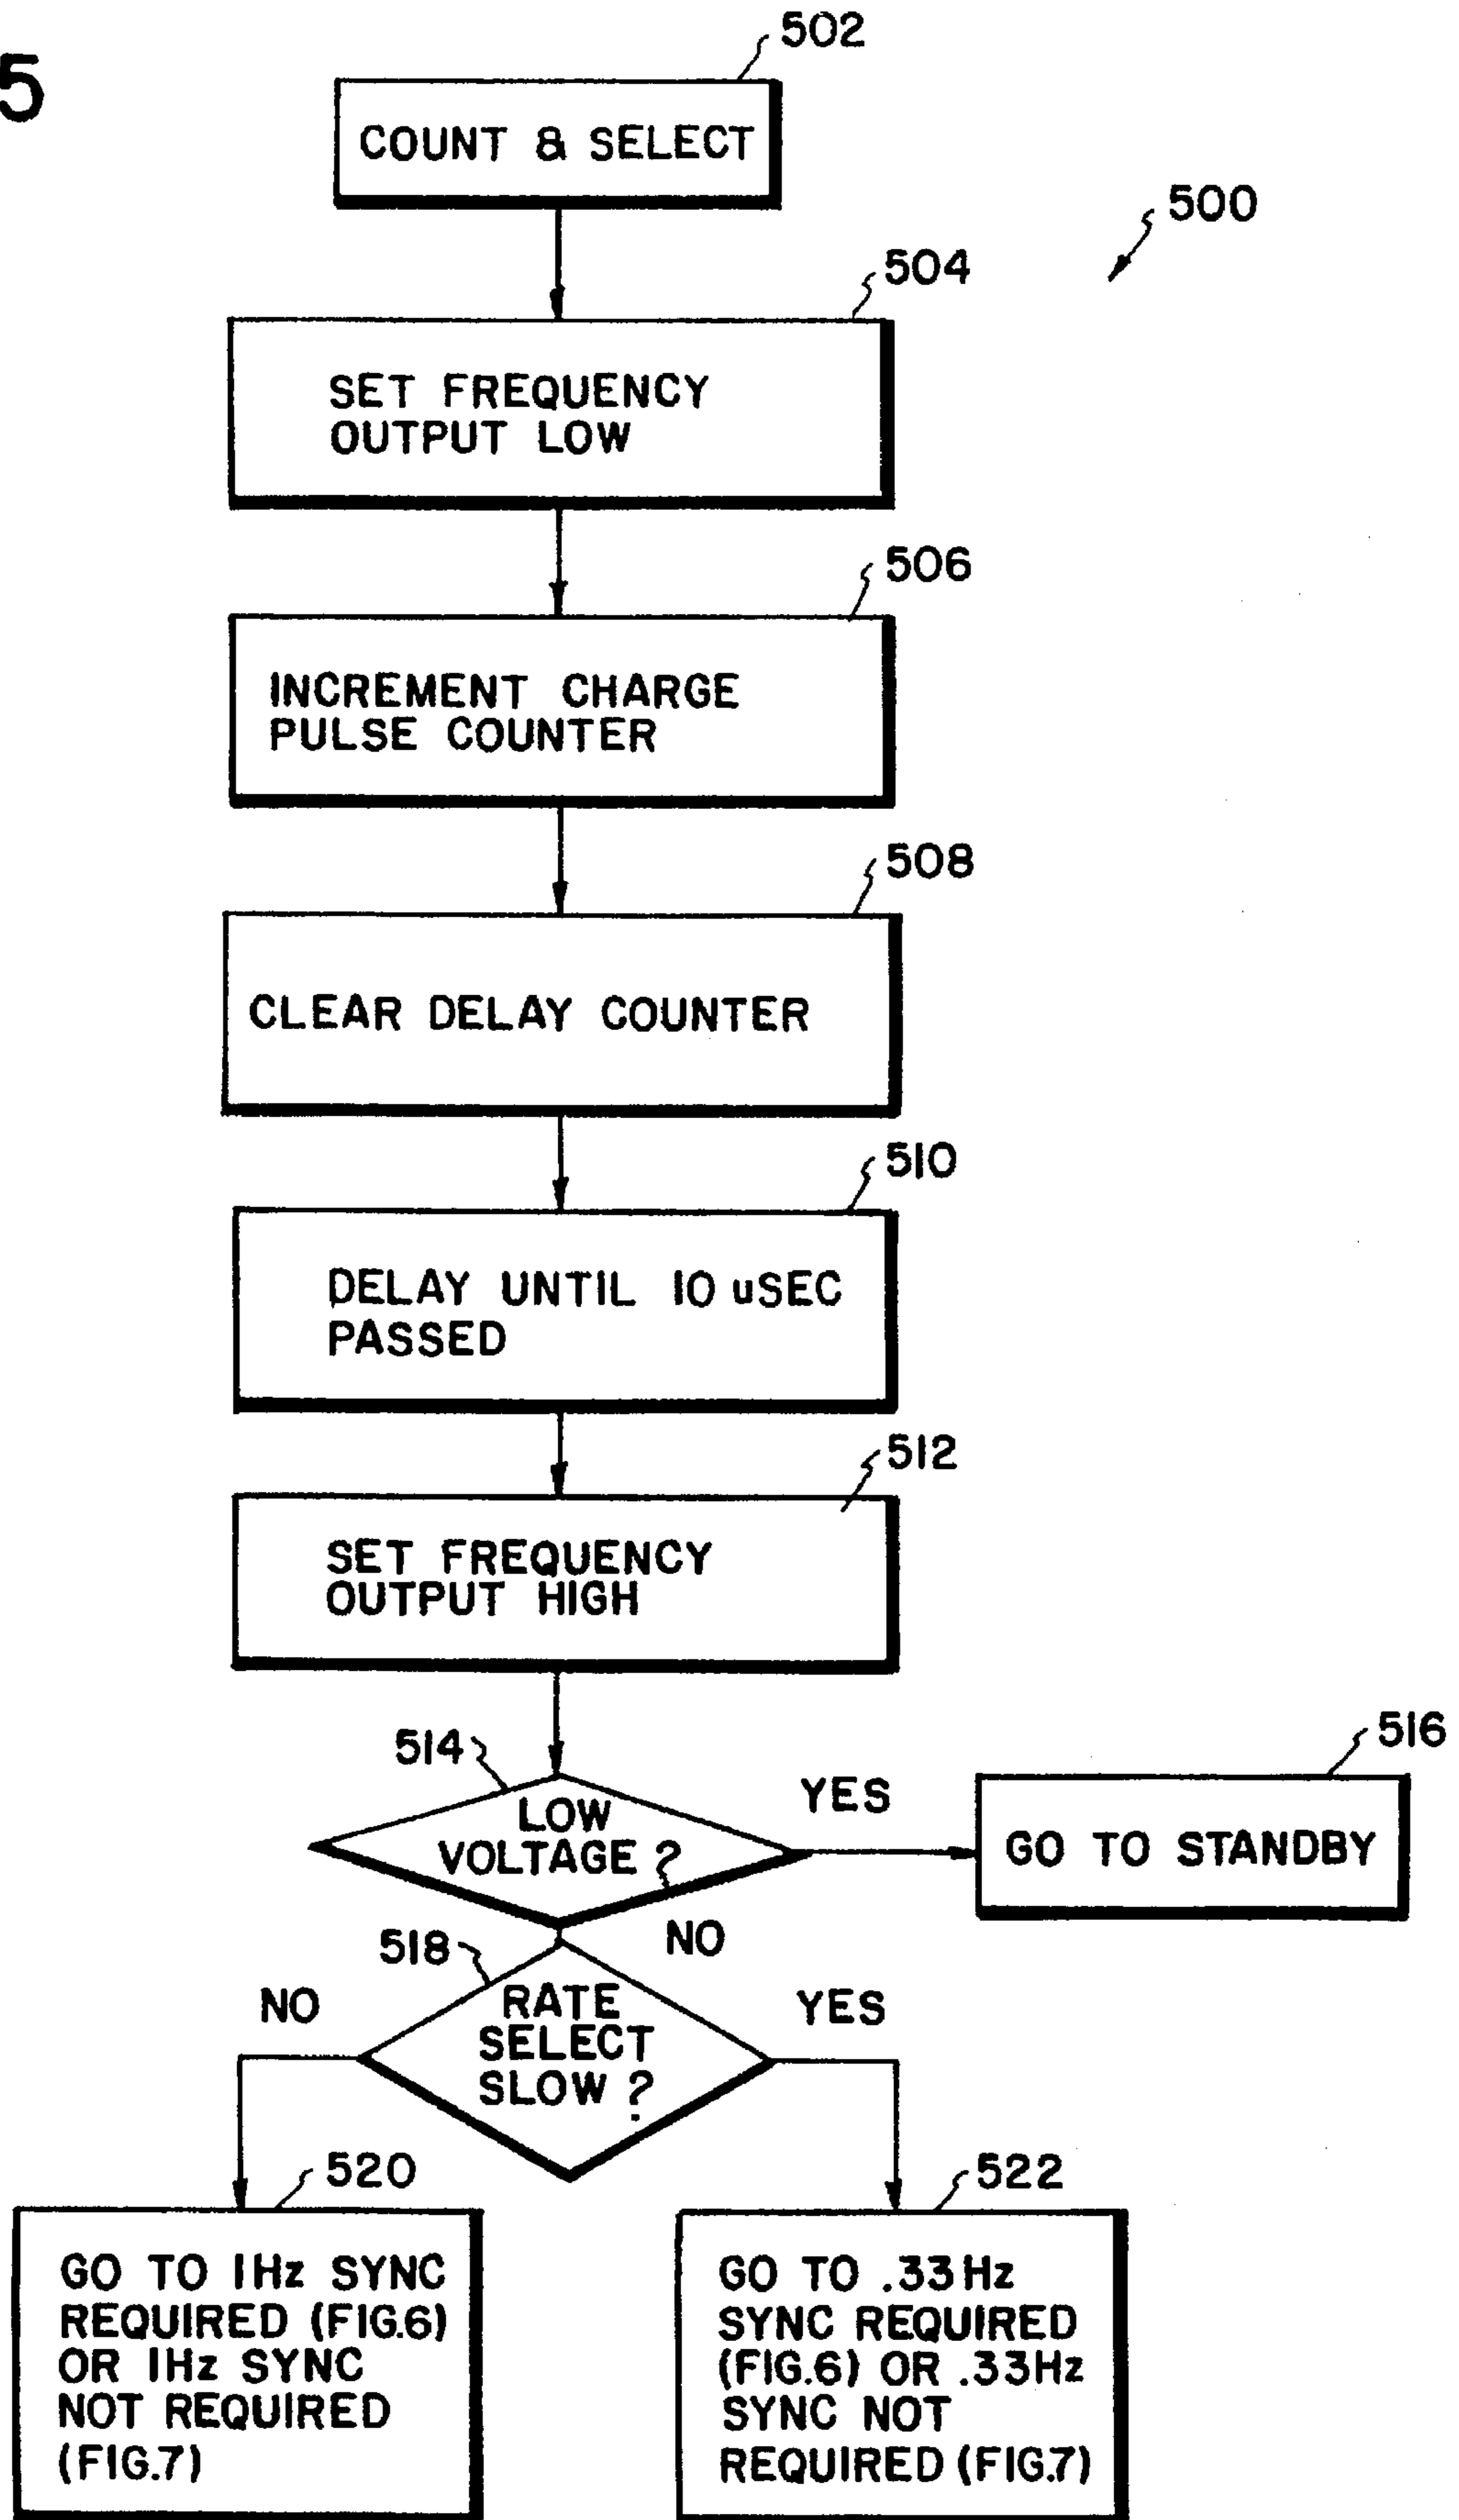 5
502
COUNT & SELECT
500
504
SET FREQUENCY
OUTPUT LOW
506
INCREMENT CHARGE
PULSE COUNTER
508
CLEAR DELAY COUNTER
510
DELAY UNTIL 10 uSEC
PASSED
512
SET FREQUENCY
OUTPUT HIGH
514
LOW
VOLTAGE ?
YES
516
GO TO STANDBY
518
NO
NO
RATE
SELECT
SLOW ?
YES
520
GO TO 1Hz SYNC
REQUIRED (FIG.6)
OR 1Hz SYNC
NOT REQUIRED
(FIG.7)
522
GO TO .33Hz
SYNC REQUIRED
(FIG.6) OR .33Hz
SYNC NOT
REQUIRED (FIG.7)